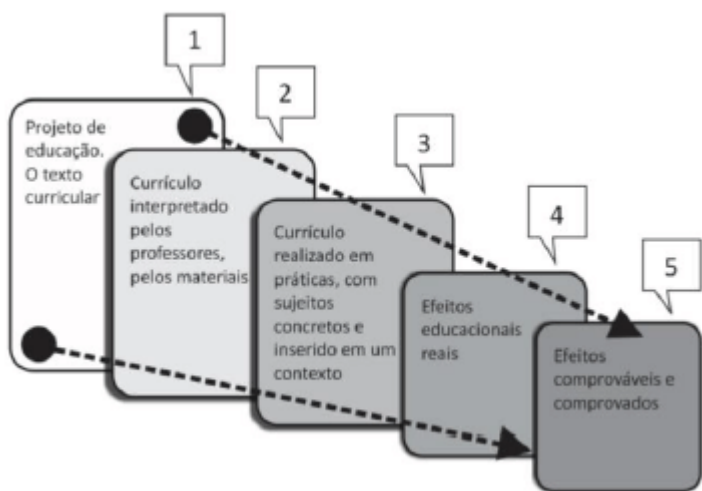 1
Projeto de
educação.
O texto
curricular
2
Currículo
interpretado
pelos
professores,
pelos materiais
3
Currículo
realizado em
práticas, com
sujeitos
concretos e
inserido em um
contexto
4
Efeitos
educacionais
reais
5
Efeitos
comprováveis e
comprovados